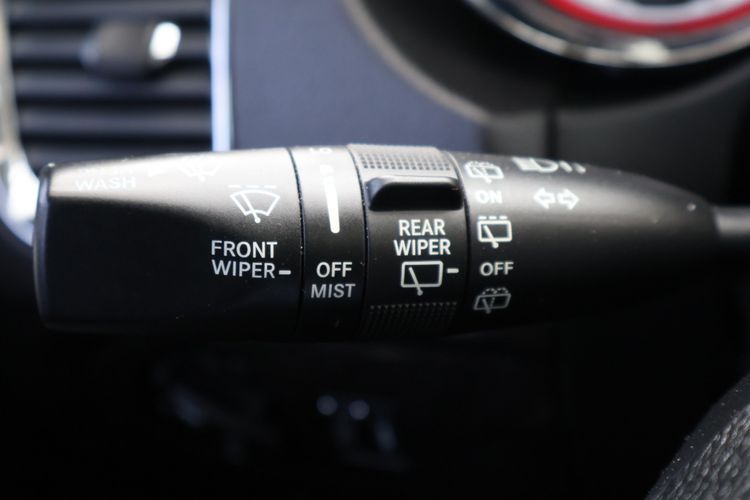 WASH
FRONT
WIPER
OFF
MIST
REAR
WIPER
ON
OFF